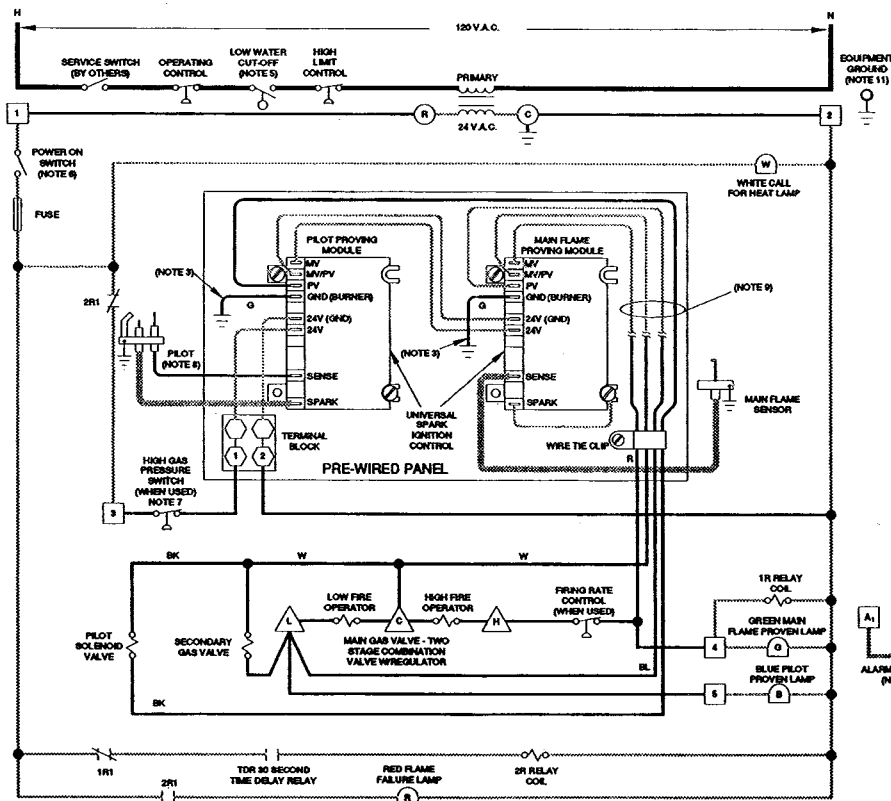 H
120 V.A.C.
N
SERVICE SWITCH
(BY OTHERS)
OPERATING
CONTROL
LOW WATER
CUT-OFF
(NOTE 5)
HIGH
LIMIT
CONTROL
PRIMARY
EQUIPMENT
GROUND
(NOTE 11)
1
R
24 V.A.C.
C
2
POWER ON
SWITCH
(NOTE 6)
W
WHITE CALL
FOR HEAT LAMP
FUSE
PILOT PROVING
MODULE
MAIN FLAME
PROVING MODULE
MV
MV/PV
PV
GND (BURNER)
24V (GND)
24V
SENSE
SPARK
MV
MV/PV
PV
GND (BURNER)
24V (GND)
24V
SENSE
SPARK
(NOTE 3)
G
G
(NOTE 3)
(NOTE 9)
2R1
PILOT
(NOTE 8)
UNIVERSAL
SPARK
IGNITION
CONTROL
MAIN FLAME
SENSOR
TERMINAL
BLOCK
1
2
WIRE TIE CLIP
R
PRE-WIRED PANEL
HIGH GAS
PRESSURE
SWITCH
(WHEN USED)
NOTE 7
3
BK
W
W
LOW FIRE
OPERATOR
HIGH FIRE
OPERATOR
FIRING RATE
CONTROL
(WHEN USED)
1R RELAY
COIL
L
C
H
PILOT
SOLENOID
VALVE
SECONDARY
GAS VALVE
MAIN GAS VALVE - TWO
STAGE COMBINATION
VALVE W/REGULATOR
BL
4
GREEN MAIN
FLAME PROVEN LAMP
G
A1
BLUE PILOT
PROVEN LAMP
5
B
ALARM
(N
BK
1R1
TDR 30 SECOND
TIME DELAY RELAY
2R RELAY
COIL
2R1
RED FLAME
FAILURE LAMP
R